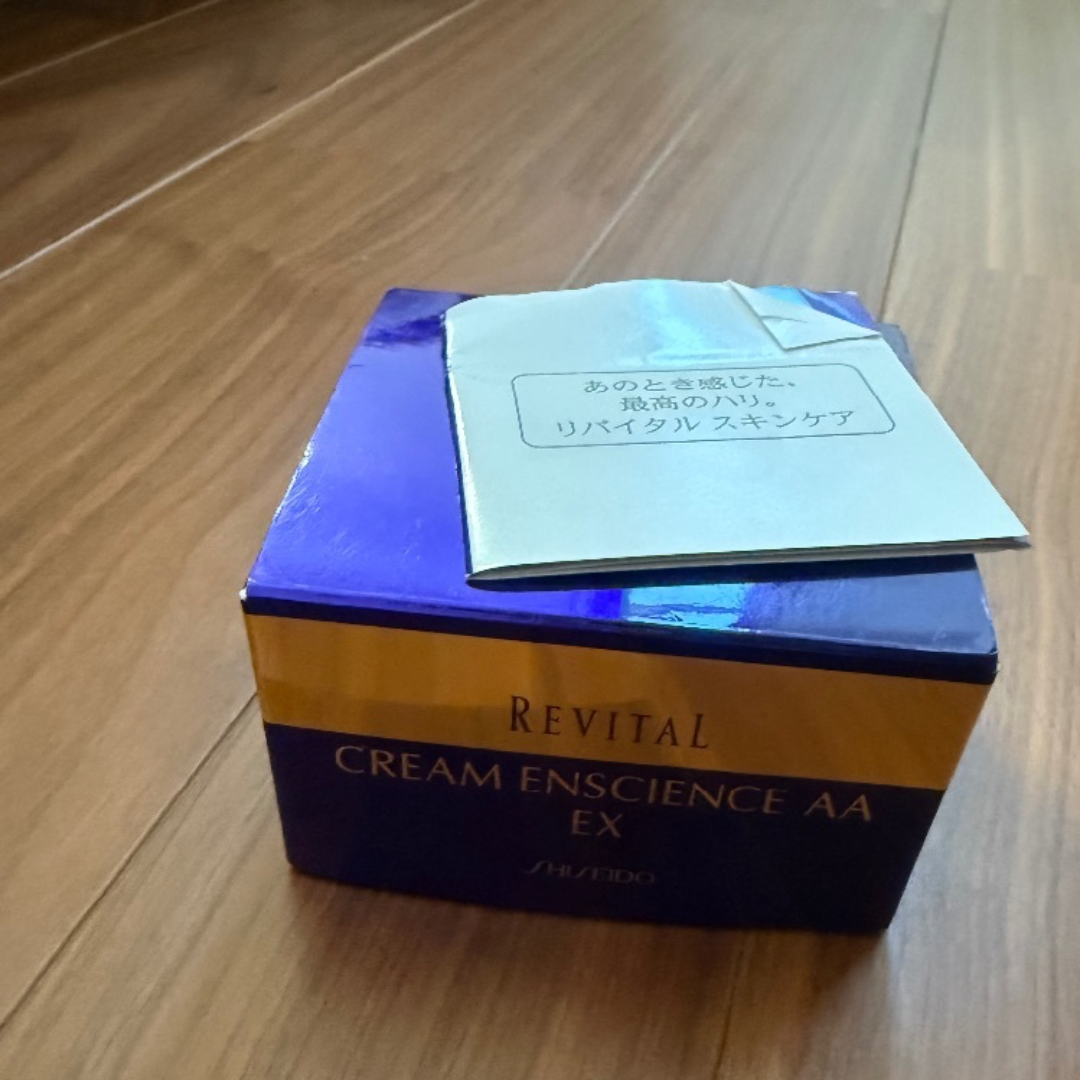 あのとき感じた、
最高のハリ。
リバイタル スキンケア
REVITAL
CREAM ENSCIENCE AA
EX
SHISEIDO